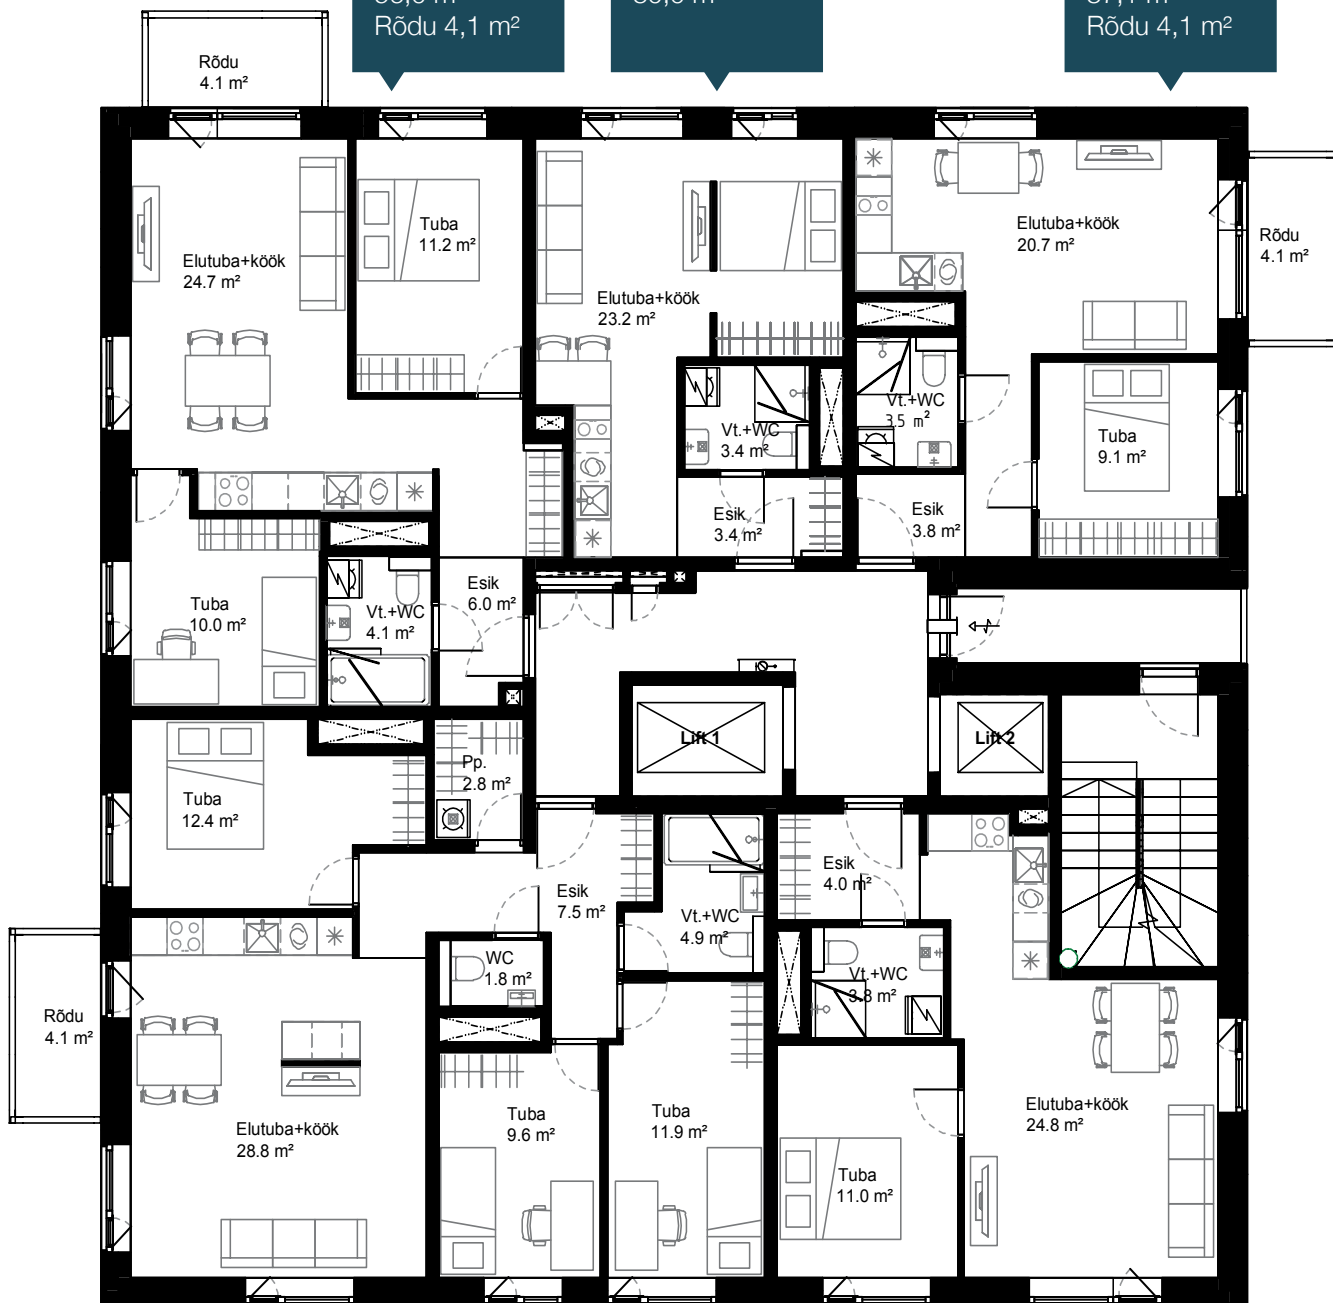 Rõdu 4,1 m²
Rõdu 4,1 m²
Rõdu
4.1 m²
Tuba
11.2 m²
Elutuba+köök
24.7 m²
Elutuba+köök
23.2 m²
Elutuba+köök
20.7 m²
Rõdu
4.1 m²
Vt.+WC
3.4 m²
Vt.+WC
3.5 m²
Tuba
9.1 m²
Esik
3.4 m²
Esik
3.8 m²
Tuba
10.0 m²
Vt.+WC
4.1 m²
Esik
6.0 m²
Lift 1
Lift 2
Pp.
2.8 m²
Tuba
12.4 m²
Esik
7.5 m²
Vt.+WC
4.9 m²
Esik
4.0 m²
WC
1.8 m²
Vt.+WC
3.8 m²
Rõdu
4.1 m²
Elutuba+köök
28.8 m²
Tuba
9.6 m²
Tuba
11.9 m²
Tuba
11.0 m²
Elutuba+köök
24.8 m²